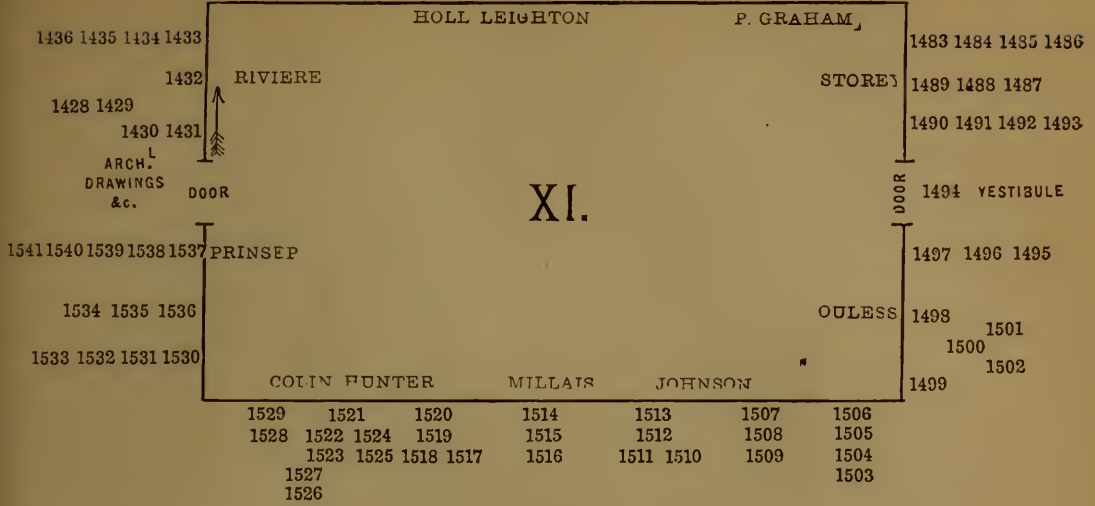 HOLL LEIGHTON P. GRAHAM
1436 1435 1434 1433
1483 1484 1485 1486
1432 RIVIERE
STOREY 1489 1488 1487
1428 1429
1430 1431
1490 1491 1492 1493
ARCH.L
DRAWINGS
&c.
DOOR
XI.
DOOR
1494 VESTIBULE
1541 1540 1539 1538 1537 PRINSEP
1497 1496 1495
1534 1535 1536
OULESS 1498
1501
1500
1502
1533 1532 1531 1530
1499
COLIN HUNTER MILLAIS JOHNSON
1529 1521 1520 1514 1513 1507 1506
1528 1522 1524 1519 1515 1512 1508 1505
1523 1525 1518 1517 1516 1511 1510 1509 1504
1527 1503
1526